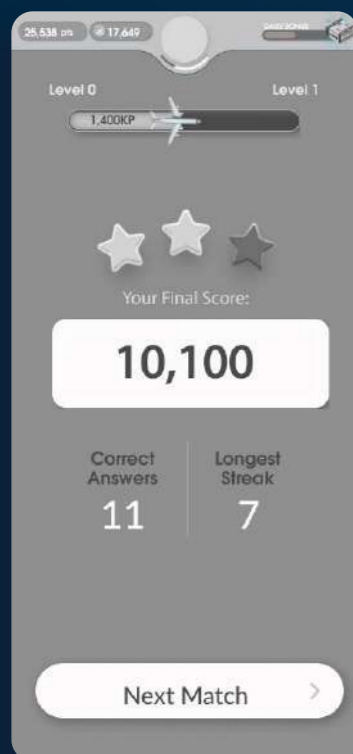 25,538 pts 17,649 DAILY BONUS
Level 0 Level 1
1,400KP
Your Final Score:
10,100
Correct Answers
11
Longest Streak
7
Next Match